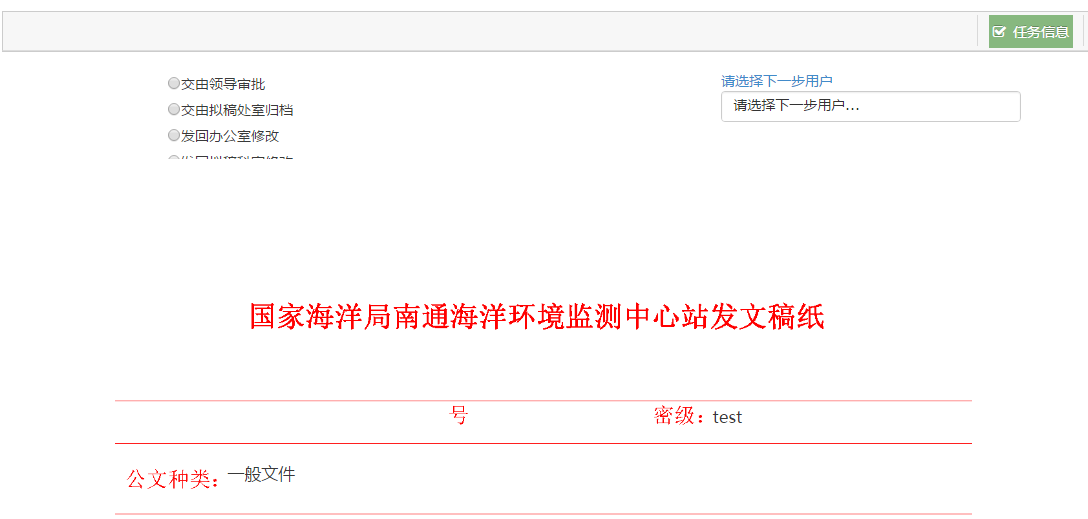 任务信息
交由领导审批
请选择下一步用户
交由拟稿处室归档
请选择下一步用户...
发回办公室修改
国家海洋局南通海洋环境监测中心站发文稿纸
号 密级：test
公文种类：一般文件